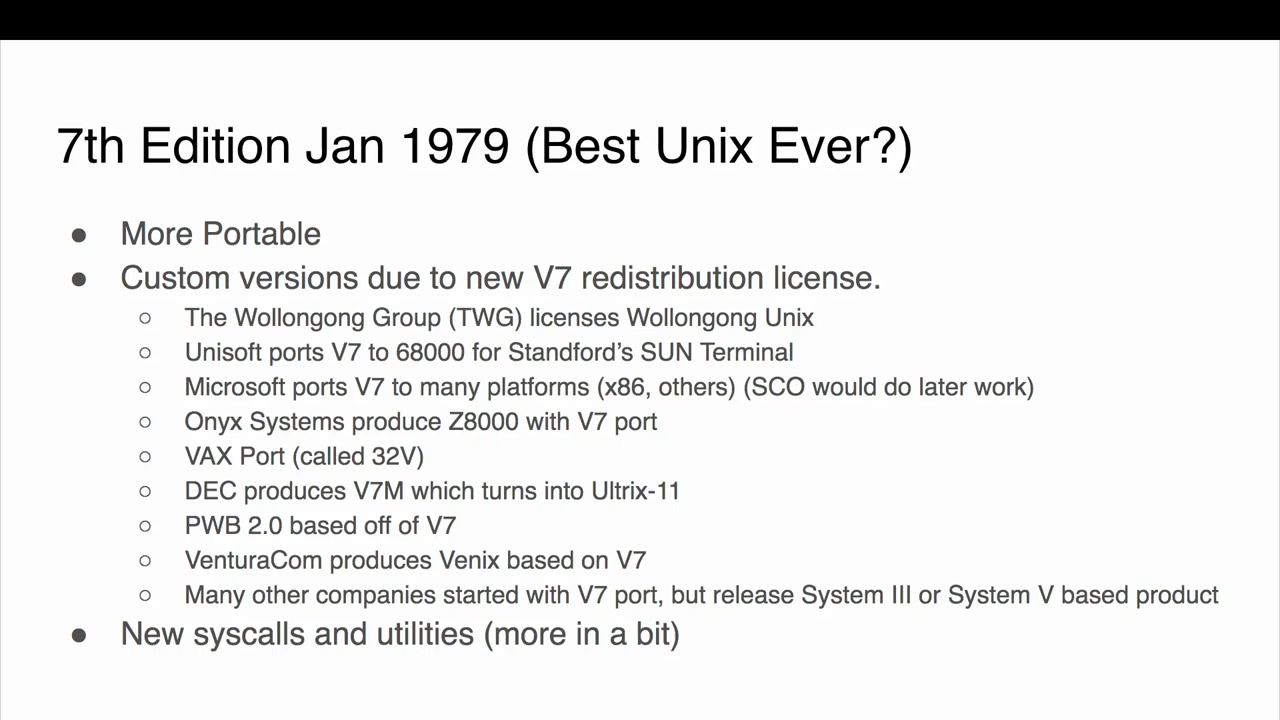 7th Edition Jan 1979 (Best Unix Ever?)
● More Portable
● Custom versions due to new V7 redistribution license.
○ The Wollongong Group (TWG) licenses Wollongong Unix
○ Unisoft ports V7 to 68000 for Standford's SUN Terminal
○ Microsoft ports V7 to many platforms (x86, others) (SCO would do later work)
○ Onyx Systems produce Z8000 with V7 port
○ VAX Port (called 32V)
○ DEC produces V7M which turns into Ultrix-11
○ PWB 2.0 based off of V7
○ VenturaCom produces Venix based on V7
○ Many other companies started with V7 port, but release System III or System V based product
● New syscalls and utilities (more in a bit)